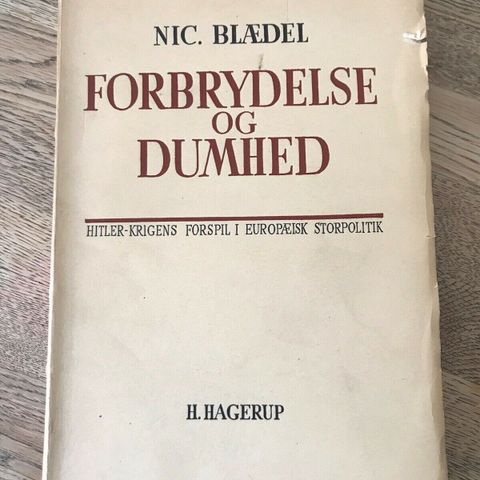 NIC. BLÆDEL
FORBRYDELSE
OG
DUMHED
HITLER-KRIGENS FORSPIL I EUROPÆISK STORPOLITIK
H. HAGERUP